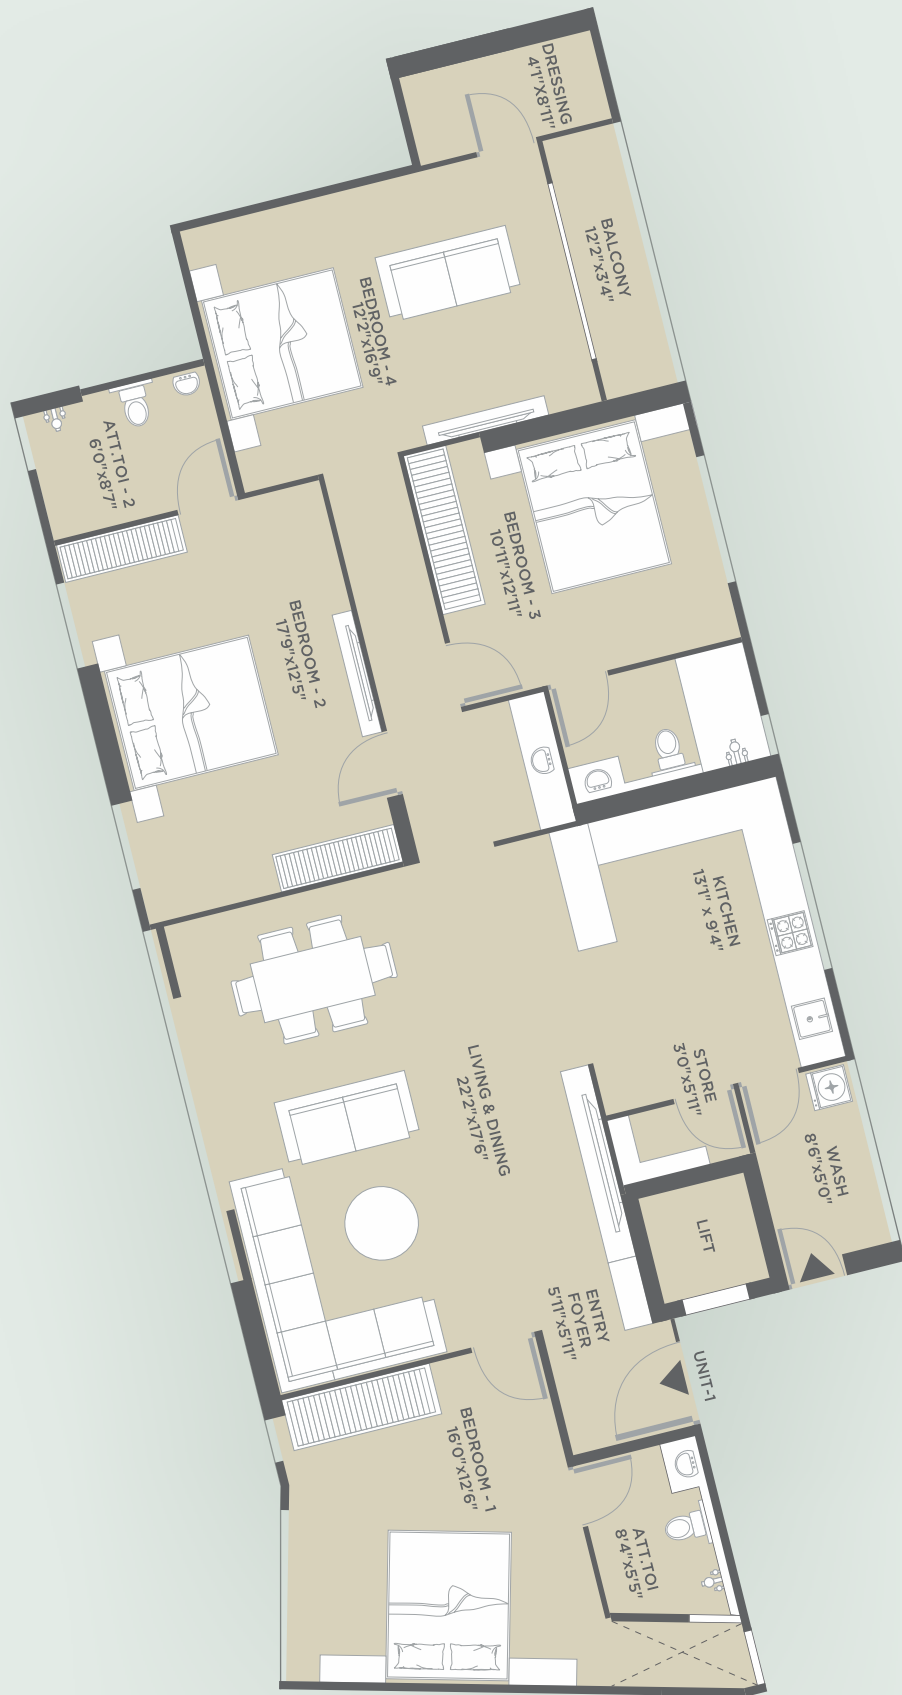 DRESSING
4'1"X8'11"
BALCONY
12'2"x3'4"
BEDROOM - 4
12'2"x16'9"
ATT.TOI - 2
6'0"x8'7"
BEDROOM - 3
10'11"x12'11"
BEDROOM - 2
17'9"x12'5"
KITCHEN
13'1" x 9'4"
LIVING & DINING
22'2"x17'6"
STORE
3'0"x5'11"
WASH
8'6"x5'0"
LIFT
ENTRY
FOYER
5'11"x5'11"
UNIT-1
BEDROOM - 1
16'0"x12'6"
ATT.TOI
8'4"x5'5"